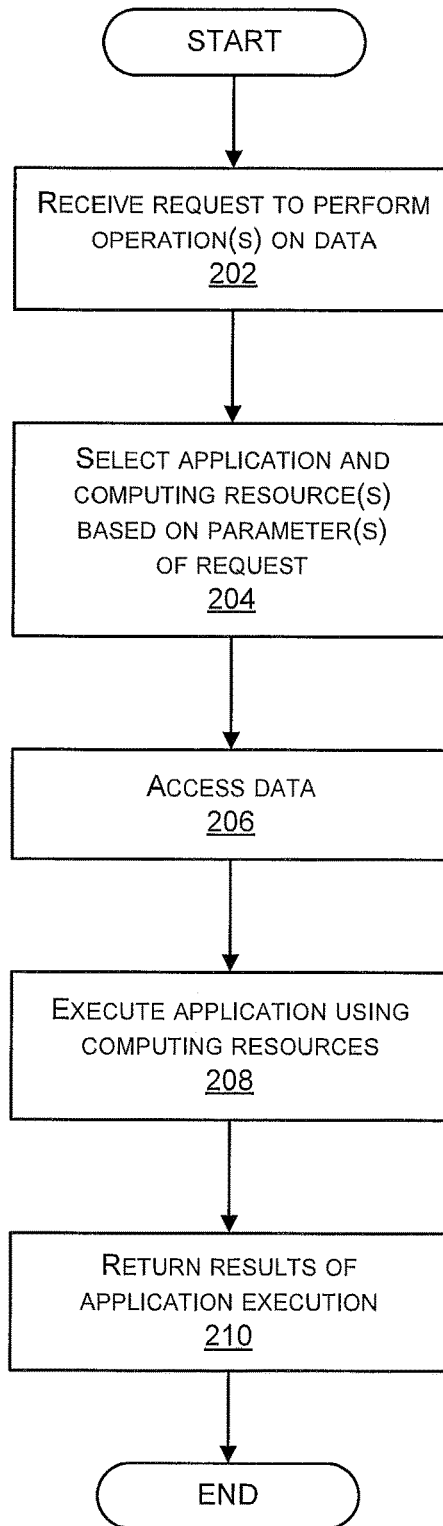 START
RECEIVE REQUEST TO PERFORM
OPERATION(S) ON DATA
202
SELECT APPLICATION AND
COMPUTING RESOURCE(S)
BASED ON PARAMETER(S)
OF REQUEST
204
ACCESS DATA
206
EXECUTE APPLICATION USING
COMPUTING RESOURCES
208
RETURN RESULTS OF
APPLICATION EXECUTION
210
END